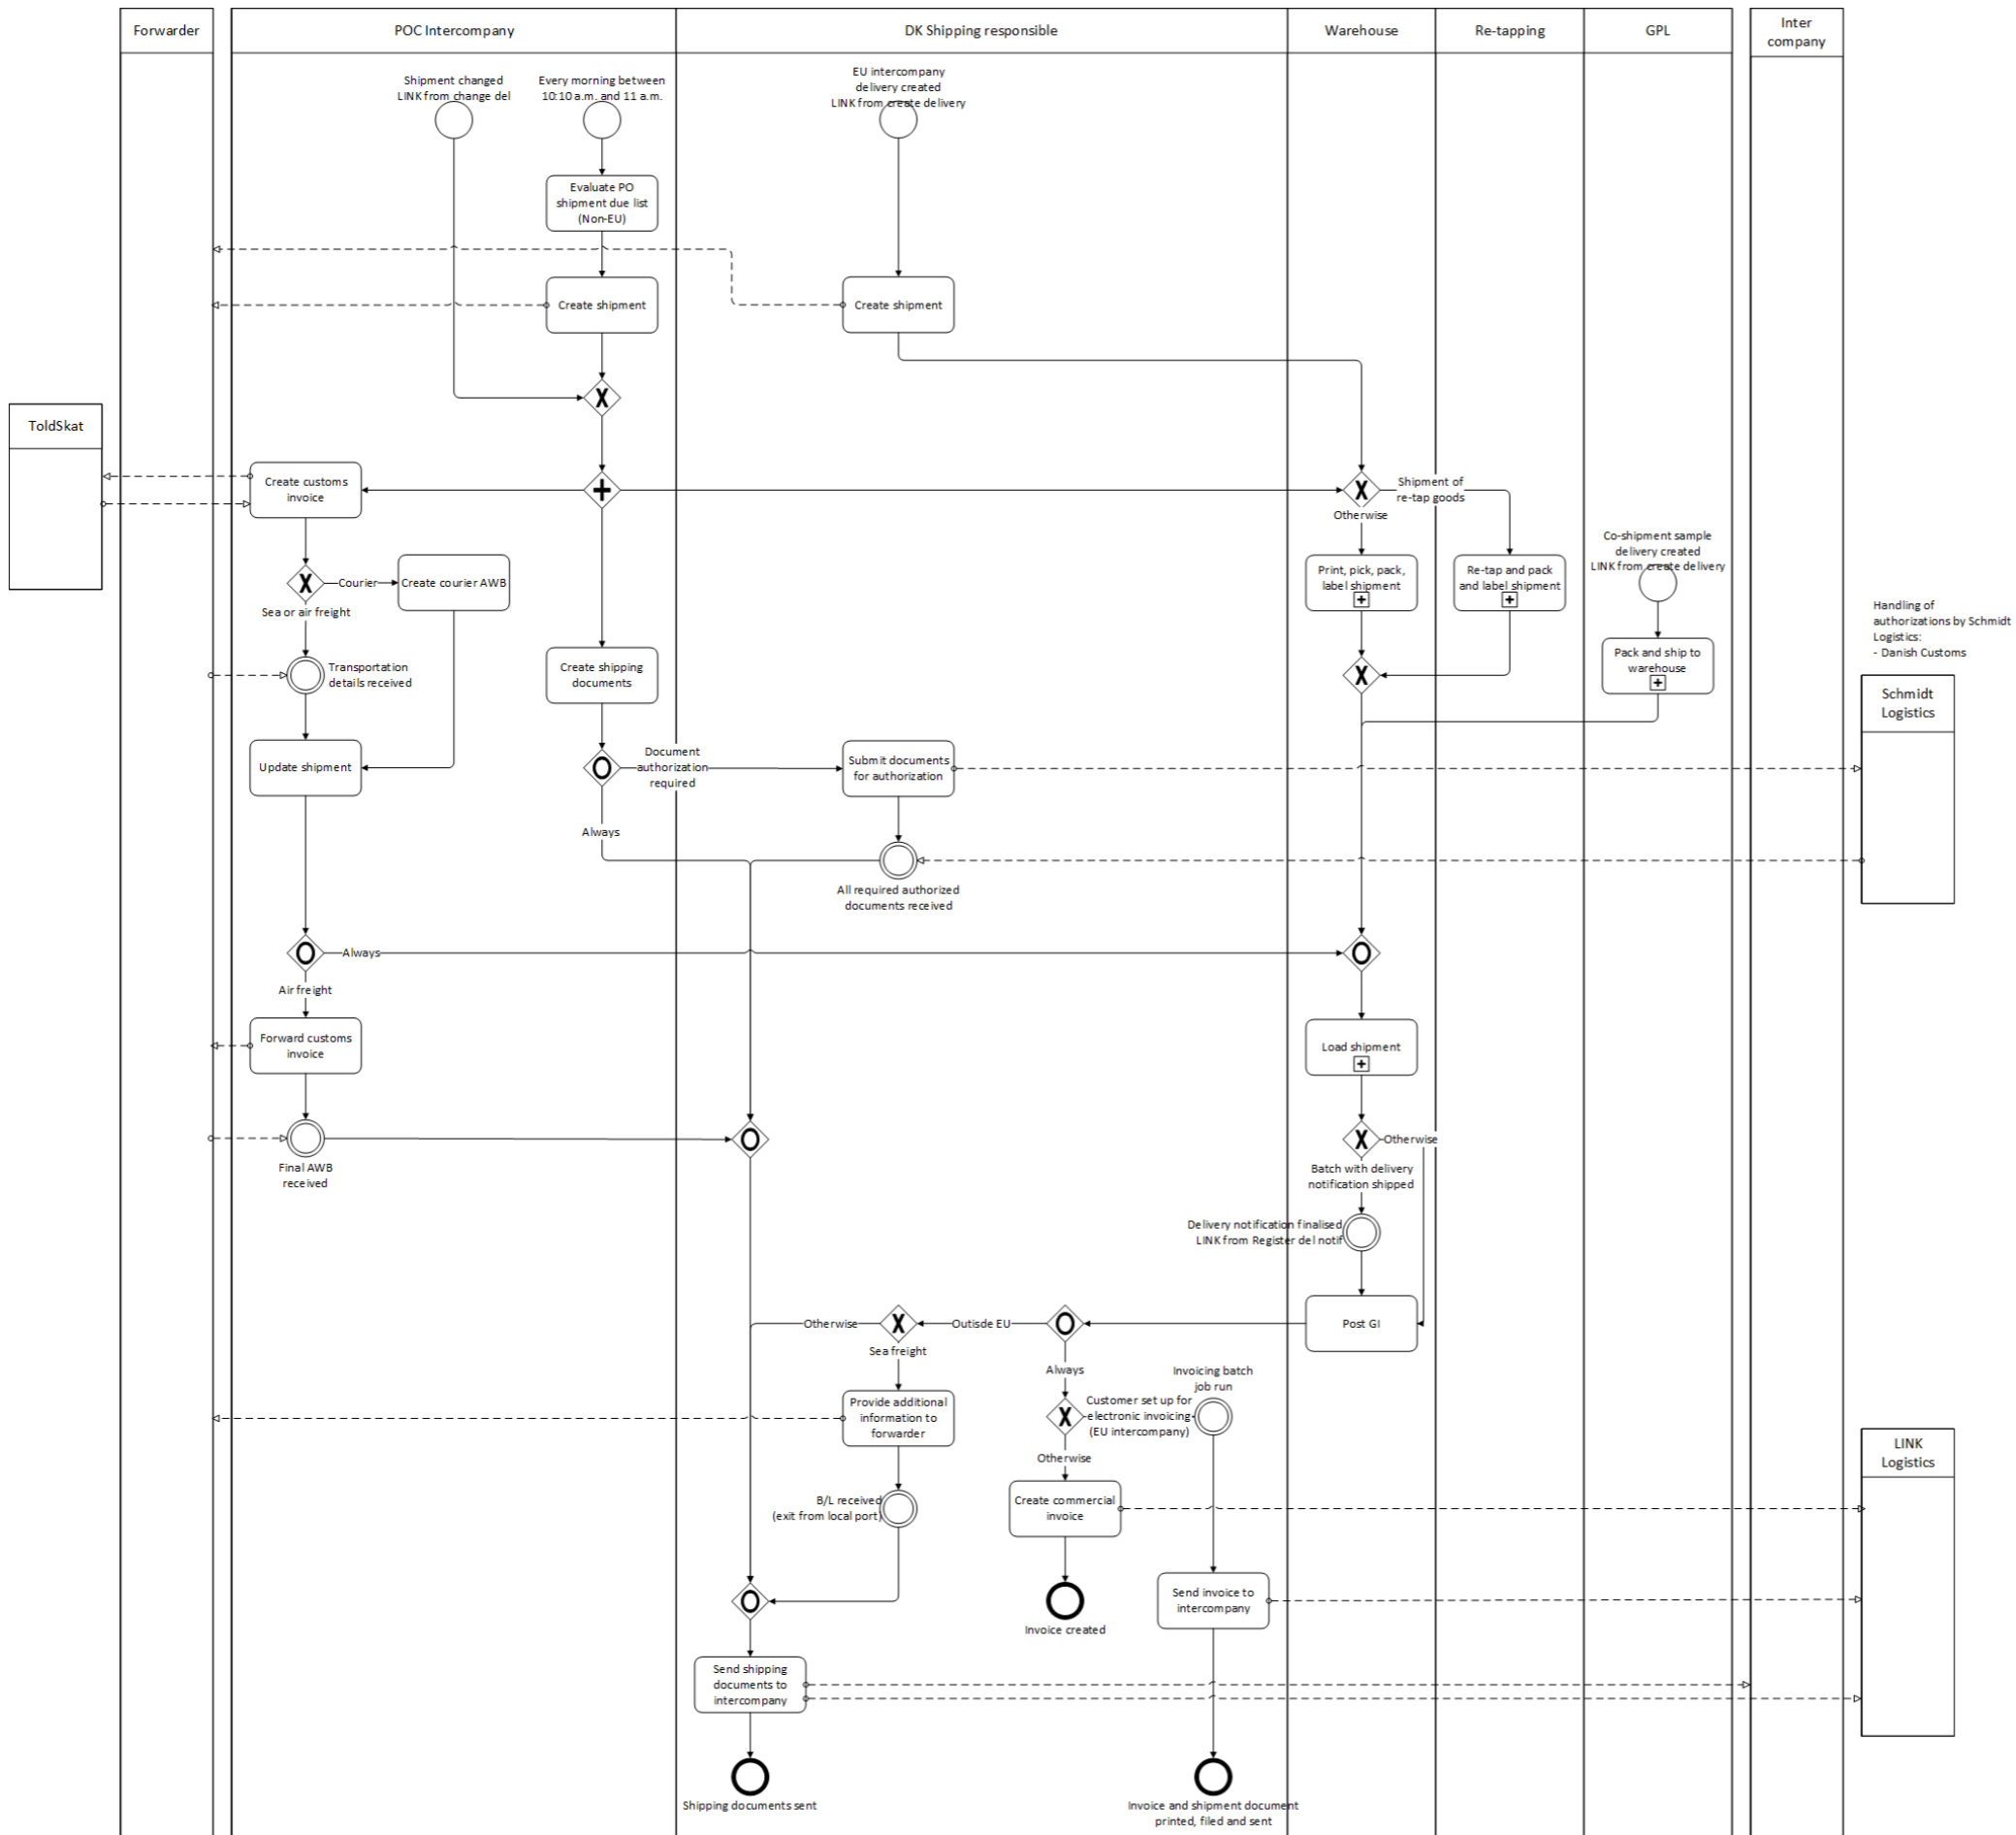 Forwarder
POC Intercompany
DK Shipping responsible
Warehouse
Re-tapping
GPL
Inter
company
Shipment changed
LINK from change del
Every morning between
10:10 a.m. and 11 a.m.
EU intercompany
delivery created
LINK from create delivery
Evaluate PO
shipment due list
(Non-EU)
Create shipment
Create shipment
ToldSkat
Create customs
invoice
Shipment of
re-tap goods
Otherwise
Courier
Create courier AWB
Sea or air freight
Print, pick, pack,
label shipment
Re-tap and pack
and label shipment
Co-shipment sample
delivery created
LINK from create delivery
Handling of
authorizations by Schmidt
Logistics:
- Danish Customs
Transportation
details received
Create shipping
documents
Pack and ship to
warehouse
Schmidt
Logistics
Update shipment
Document
authorization
required
Submit documents
for authorization
Always
All required authorized
documents received
Always
Air freight
Forward customs
invoice
Load shipment
Final AWB
received
Otherwise
Batch with delivery
notification shipped
Delivery notification finalised
LINK from Register del notif
Otherwise
Outisde EU
Post GI
Sea freight
Always
Invoicing batch
job run
Provide additional
information to
forwarder
Customer set up for
electronic invoicing
(EU intercompany)
Otherwise
LINK
Logistics
B/L received
(exit from local port)
Create commercial
invoice
Send invoice to
intercompany
Invoice created
Send shipping
documents to
intercompany
Shipping documents sent
Invoice and shipment document
printed, filed and sent